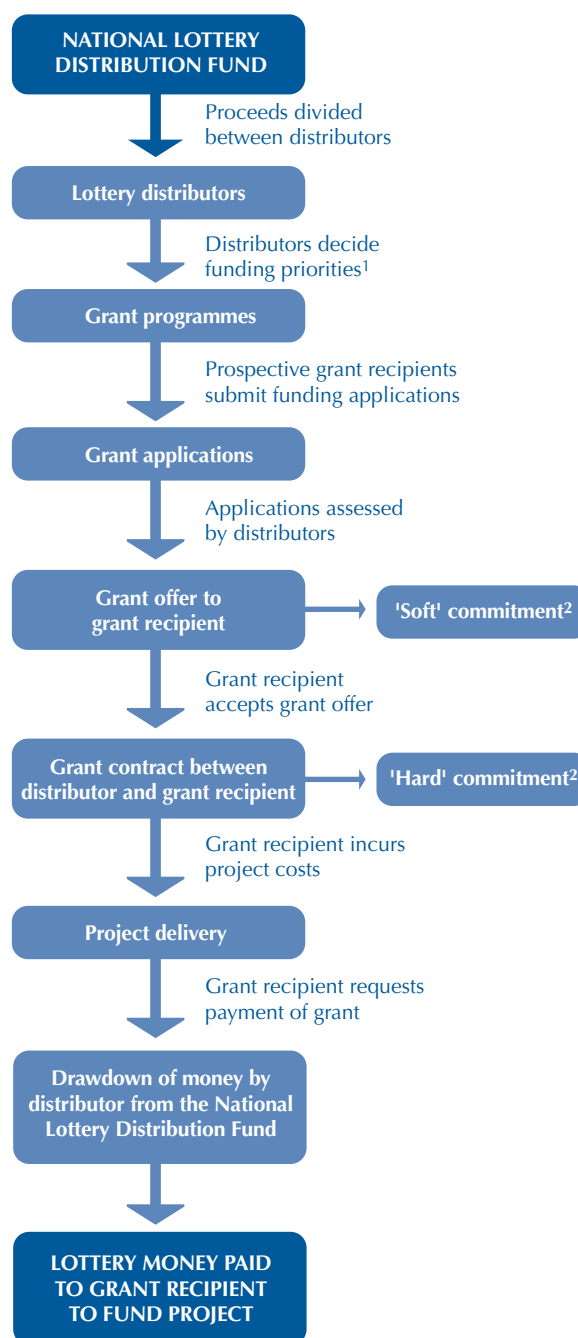 NATIONAL LOTTERY
DISTRIBUTION FUND
Proceeds divided
between distributors
Lottery distributors
Distributors decide
funding priorities1
Grant programmes
Prospective grant recipients
submit funding applications
Grant applications
Applications assessed
by distributors
Grant offer to
grant recipient
'Soft' commitment2
Grant recipient
accepts grant offer
Grant contract between
distributor and grant recipient
'Hard' commitment2
Grant recipient incurs
project costs
Project delivery
Grant recipient requests
payment of grant
Drawdown of money by
distributor from the National
Lottery Distribution Fund
LOTTERY MONEY PAID
TO GRANT RECIPIENT
TO FUND PROJECT